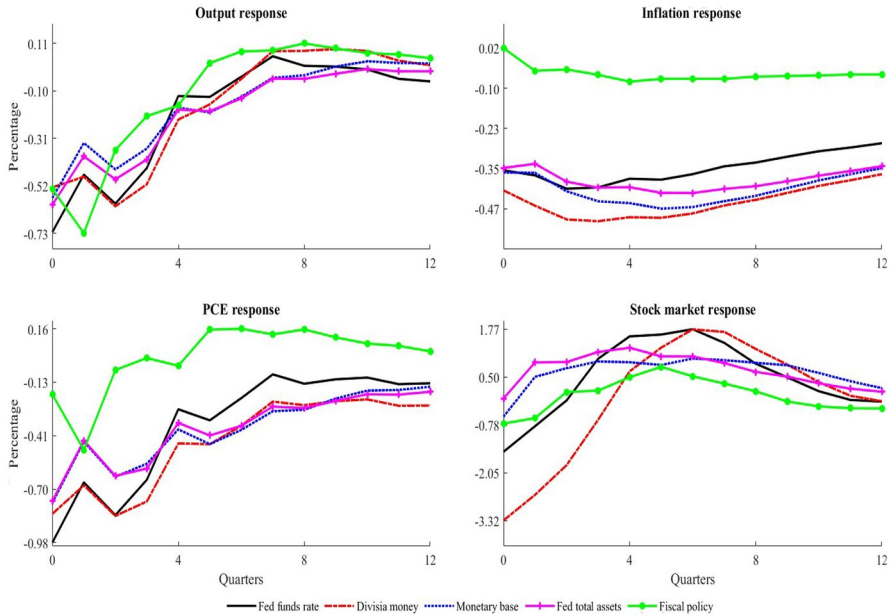 Output response
Inflation response
0.11
-0.10
-0.31
-0.52
-0.73
Percentage
0 4 8 12
0.02
-0.10
-0.23
-0.35
-0.47
0 4 8 12
PCE response
Stock market response
0.16
-0.13
-0.41
-0.70
-0.98
Percentage
0 4 8 12
Quarters
1.77
0.50
-0.78
-2.05
-3.32
0 4 8 12
Quarters
Fed funds rate Divisia money Monetary base Fed total assets Fiscal policy